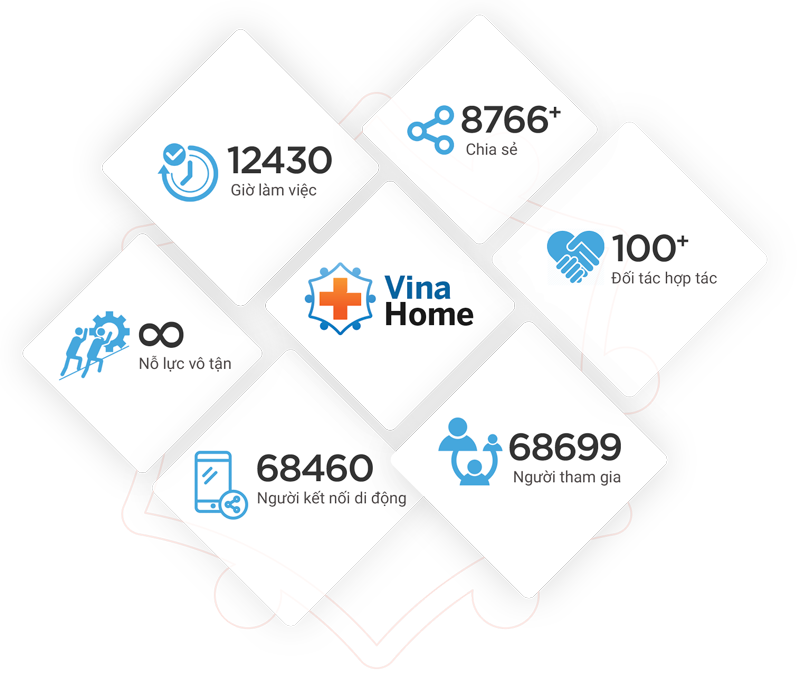 8766+
Chia sẻ
12430
Giờ làm việc
100+
Đối tác hợp tác
Vina
Home
∞
Nỗ lực vô tận
68699
Người tham gia
68460
Người kết nối di động